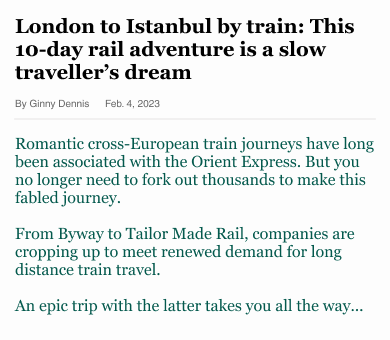 London to Istanbul by train: This
10-day rail adventure is a slow
traveller’s dream
By Ginny Dennis Feb. 4, 2023
Romantic cross-European train journeys have long
been associated with the Orient Express. But you
no longer need to fork out thousands to make this
fabled journey.
From Byway to Tailor Made Rail, companies are
cropping up to meet renewed demand for long
distance train travel.
An epic trip with the latter takes you all the way...